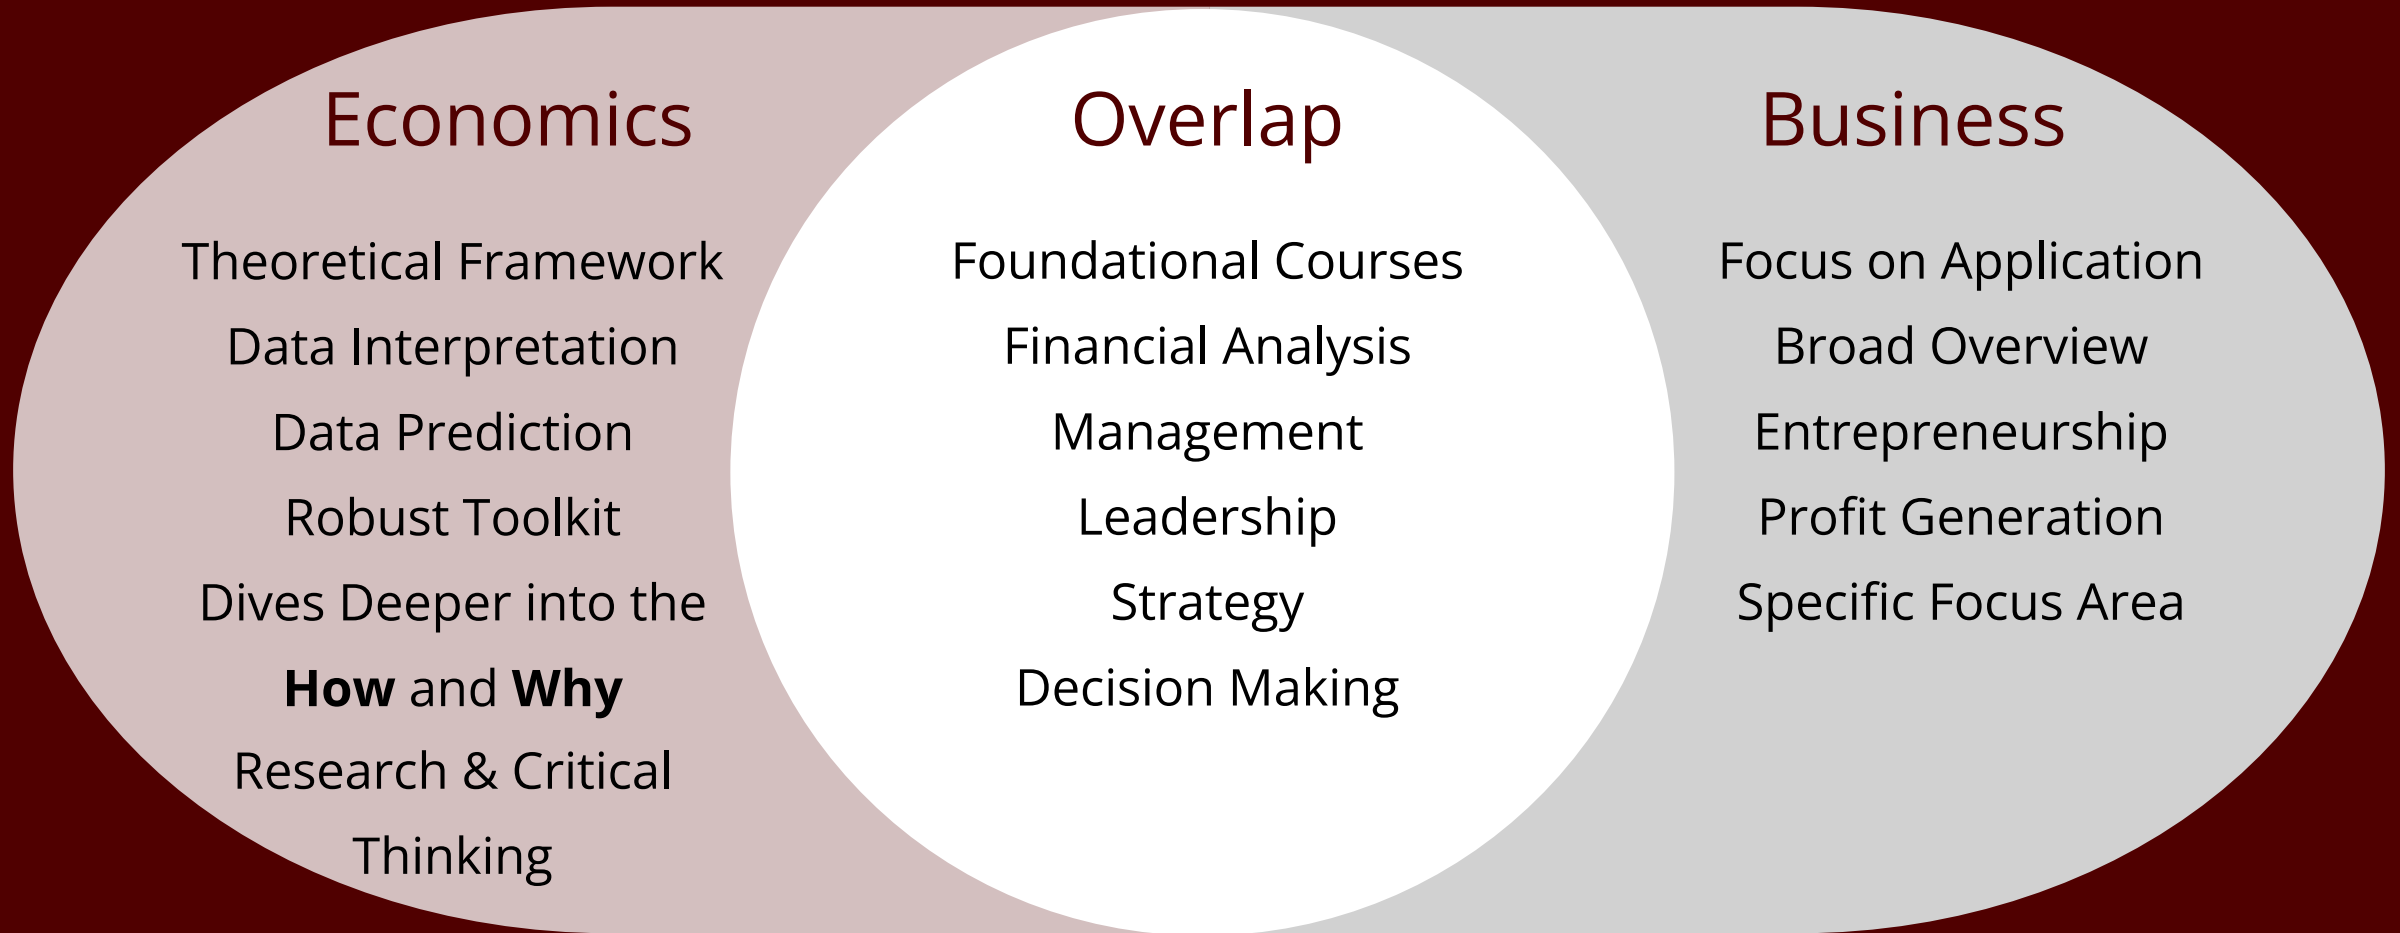 Economics
Theoretical Framework
Data Interpretation
Data Prediction
Robust Toolkit
Dives Deeper into the
How and Why
Research & Critical
Thinking
Overlap
Foundational Courses
Financial Analysis
Management
Leadership
Strategy
Decision Making
Business
Focus on Application
Broad Overview
Entrepreneurship
Profit Generation
Specific Focus Area